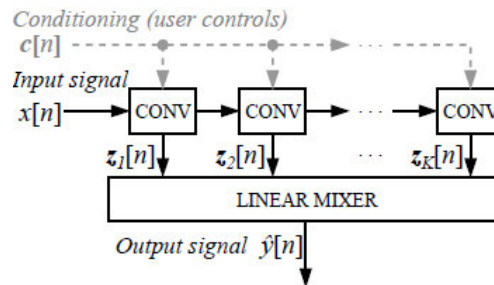 Conditioning (user controls)
c[n]
· · ·
Input signal
x[n]
CONV
CONV
· · ·
CONV
z1[n]
z2[n]
· · ·
zK[n]
LINEAR MIXER
Output signal ŷ[n]